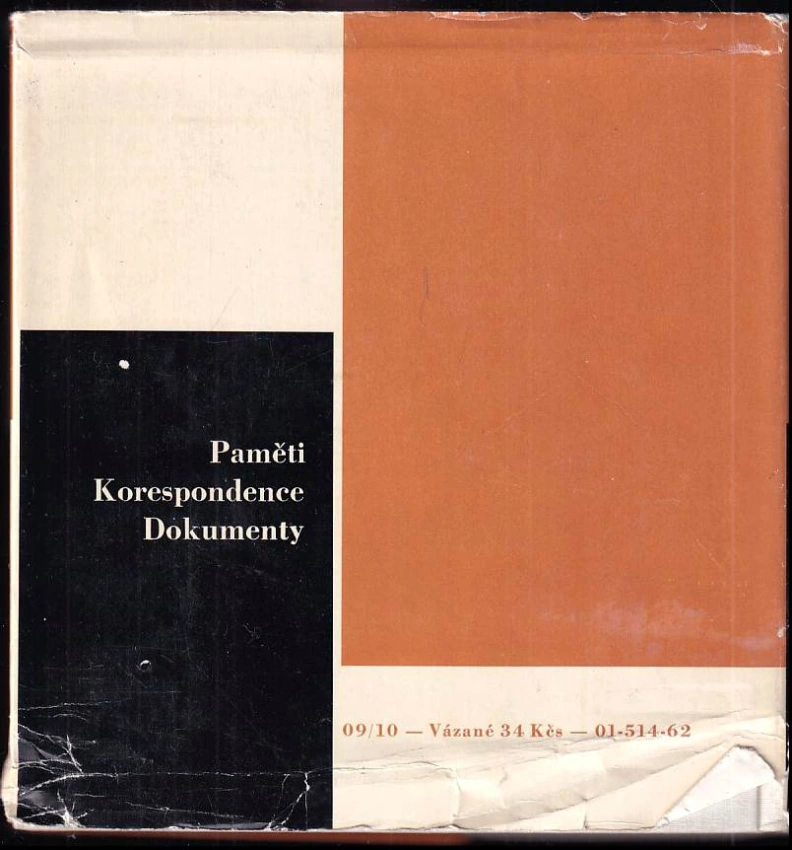 Paměti
Korespondence
Dokumenty
09/10 — Vázané 34 Kčs — 01-514-62